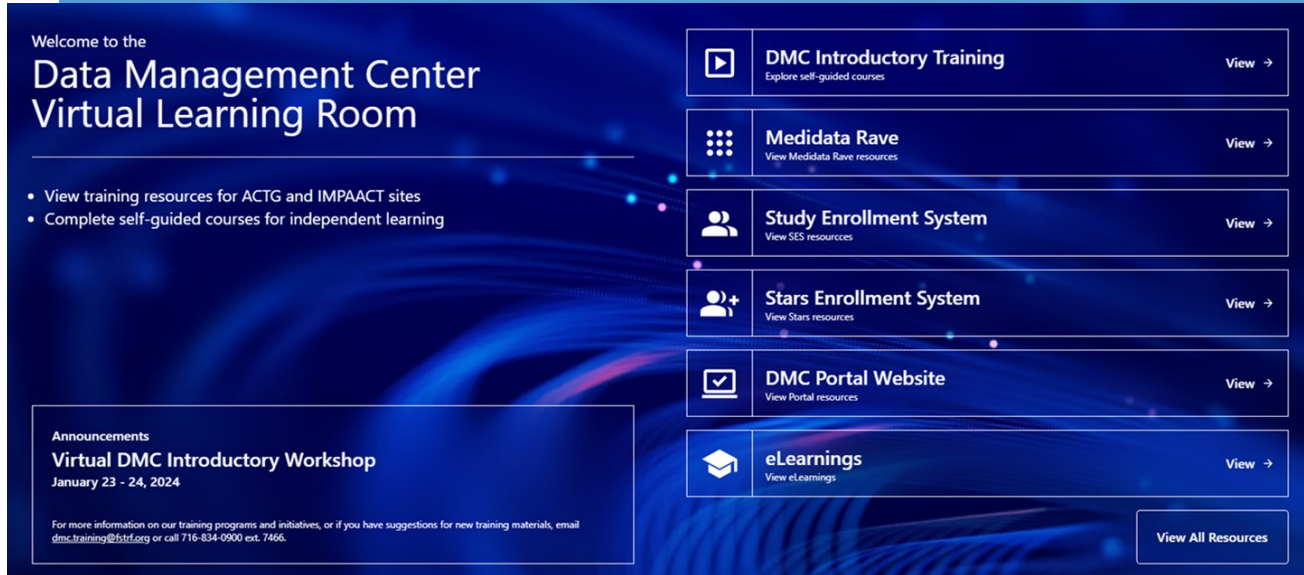 Welcome to the
Data Management Center
Virtual Learning Room
• View training resources for ACTG and IMPAACT sites
• Complete self-guided courses for independent learning
Announcements
Virtual DMC Introductory Workshop
January 23 - 24, 2024
For more information on our training programs and initiatives, or if you have suggestions for new training materials, email
dmc.training@fstrf.org or call 716-834-0900 ext. 7466.
DMC Introductory Training
Explore self-guided courses
View →
Medidata Rave
View Medidata Rave resources
View →
Study Enrollment System
View SES resourcces
View →
Stars Enrollment System
View Stars resources
View →
DMC Portal Website
View Portal resources
View →
eLearnings
View eLearnings
View →
View All Resources